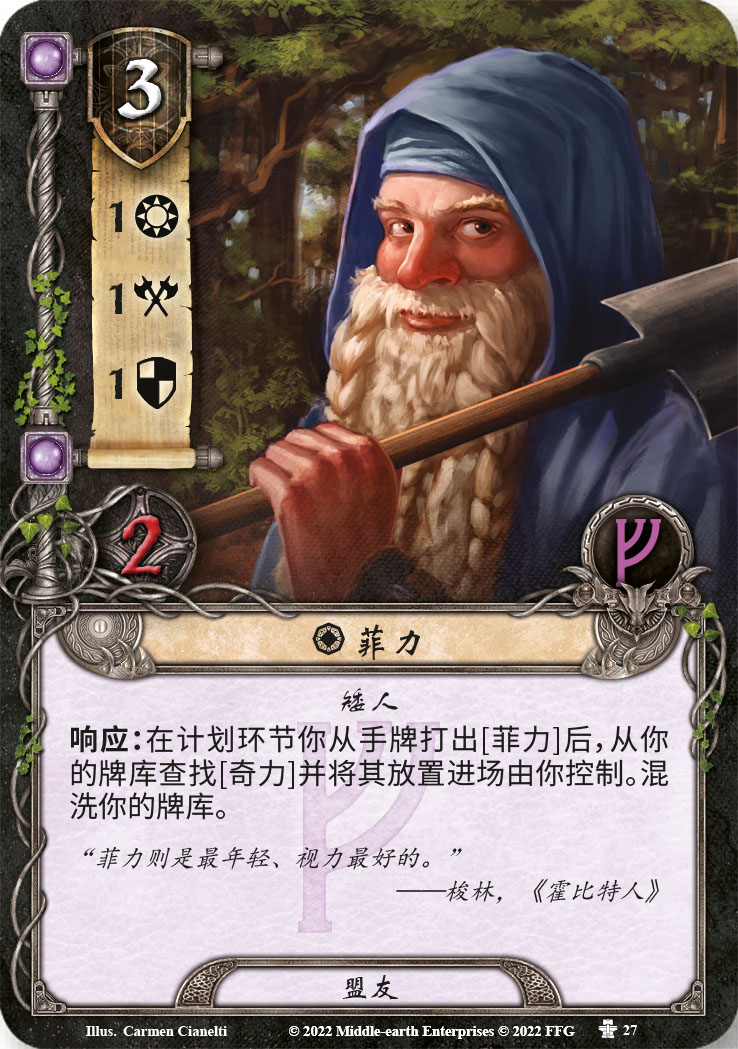 3
1
1
1
2
菲力
矮人
响应：在计划环节你从手牌打出[菲力]后，从你
的牌库查找[奇力]并将其放置进场由你控制。混
洗你的牌库。
“菲力则是最年轻、视力最好的。”
——梭林，《霍比特人》
盟友
Illus. Carmen Cianelti © 2022 Middle-earth Enterprises © 2022 FFG 27